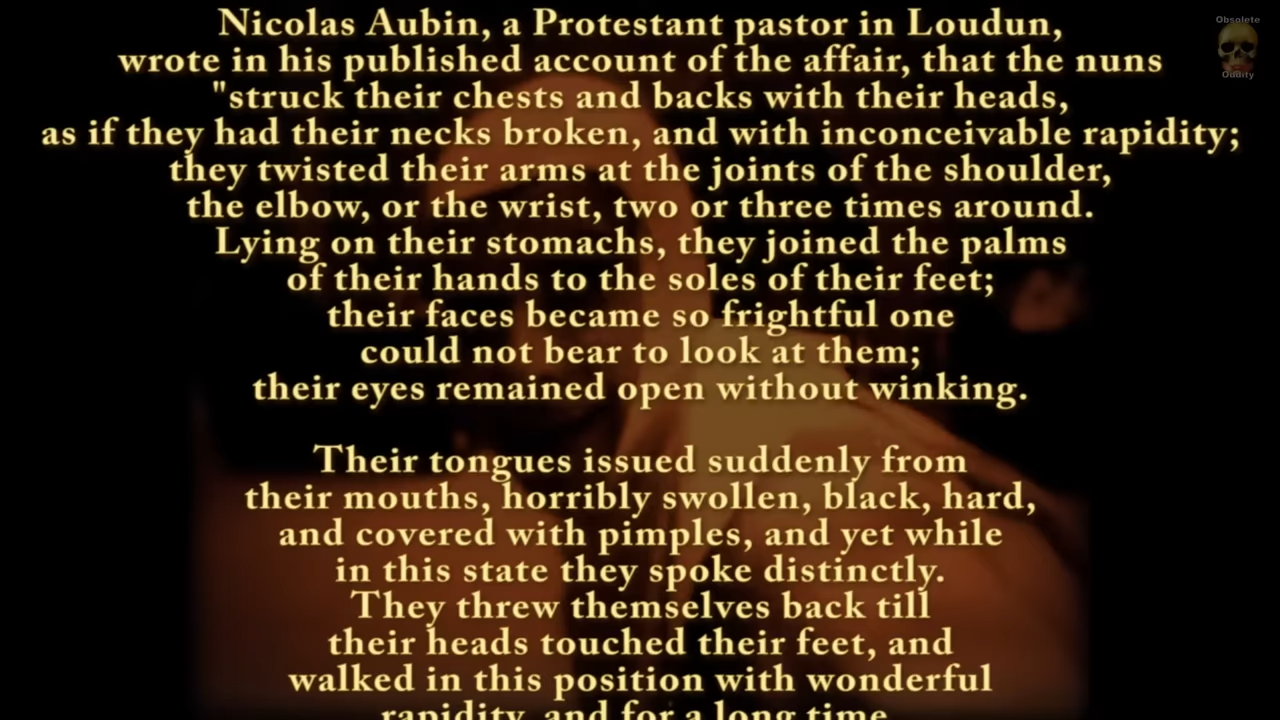 Obsolete
Oddity
Nicolas Aubin, a Protestant pastor in Loudun,
wrote in his published account of the affair, that the nuns
"struck their chests and backs with their heads,
as if they had their necks broken, and with inconceivable rapidity;
they twisted their arms at the joints of the shoulder,
the elbow, or the wrist, two or three times around.
Lying on their stomachs, they joined the palms
of their hands to the soles of their feet;
their faces became so frightful one
could not bear to look at them;
their eyes remained open without winking.
Their tongues issued suddenly from
their mouths, horribly swollen, black, hard,
and covered with pimples, and yet while
in this state they spoke distinctly.
They threw themselves back till
their heads touched their feet, and
walked in this position with wonderful
rapidity, and for a long time.